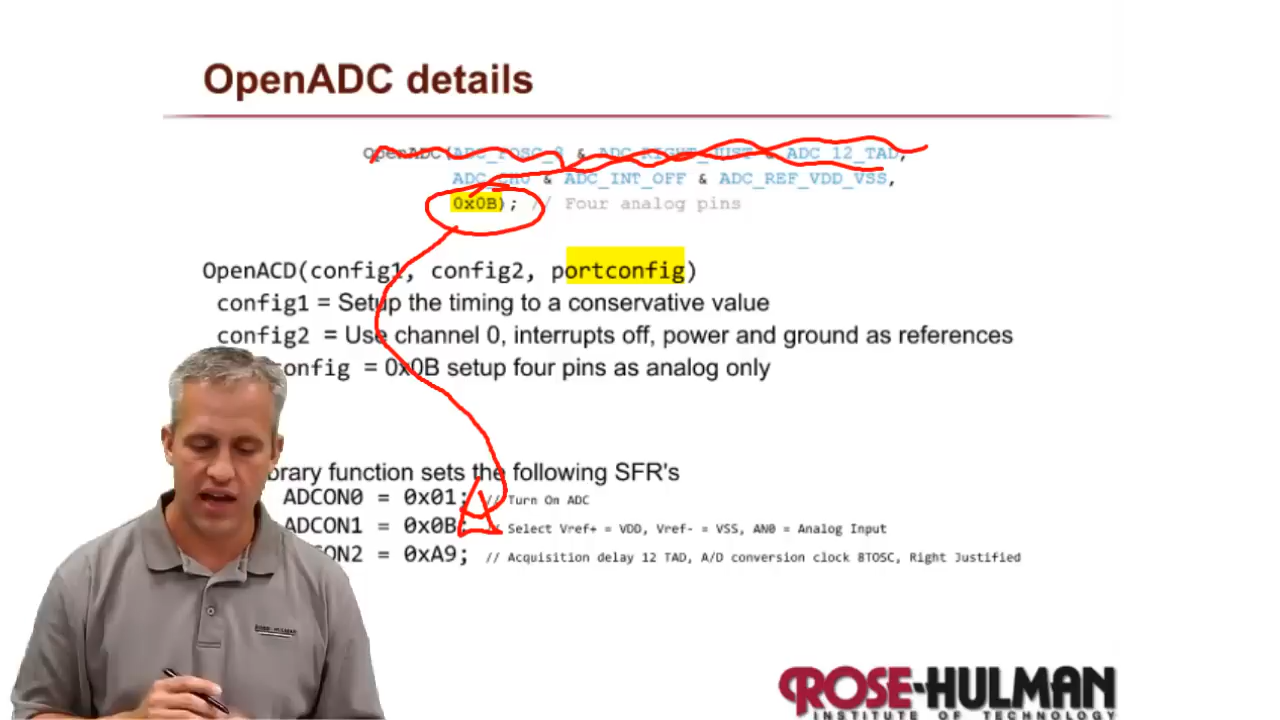 OpenADC details
OpenADC(ADC_FOSC_8 & ADC_RIGHT_JUST & ADC_12_TAD,
ADC_CH0 & ADC_INT_OFF & ADC_REF_VDD_VSS,
0x0B); // Four analog pins
OpenACD(config1, config2, portconfig)
config1 = Setup the timing to a conservative value
config2 = Use channel 0, interrupts off, power and ground as references
config = 0x0B setup four pins as analog only
function sets the following SFR's
ADCON0 = 0x01; // Turn On ADC
ADCON1 = 0x0B; // Select Vref+ = VDD, Vref- = VSS, AN0 = Analog Input
CON2 = 0xA9; // Acquisition delay 12 TAD, A/D conversion clock 8TOSC, Right Justified
ROSE-HULMAN
ROSE-HULMAN
INSTITUTE OF TECHNOLOGY